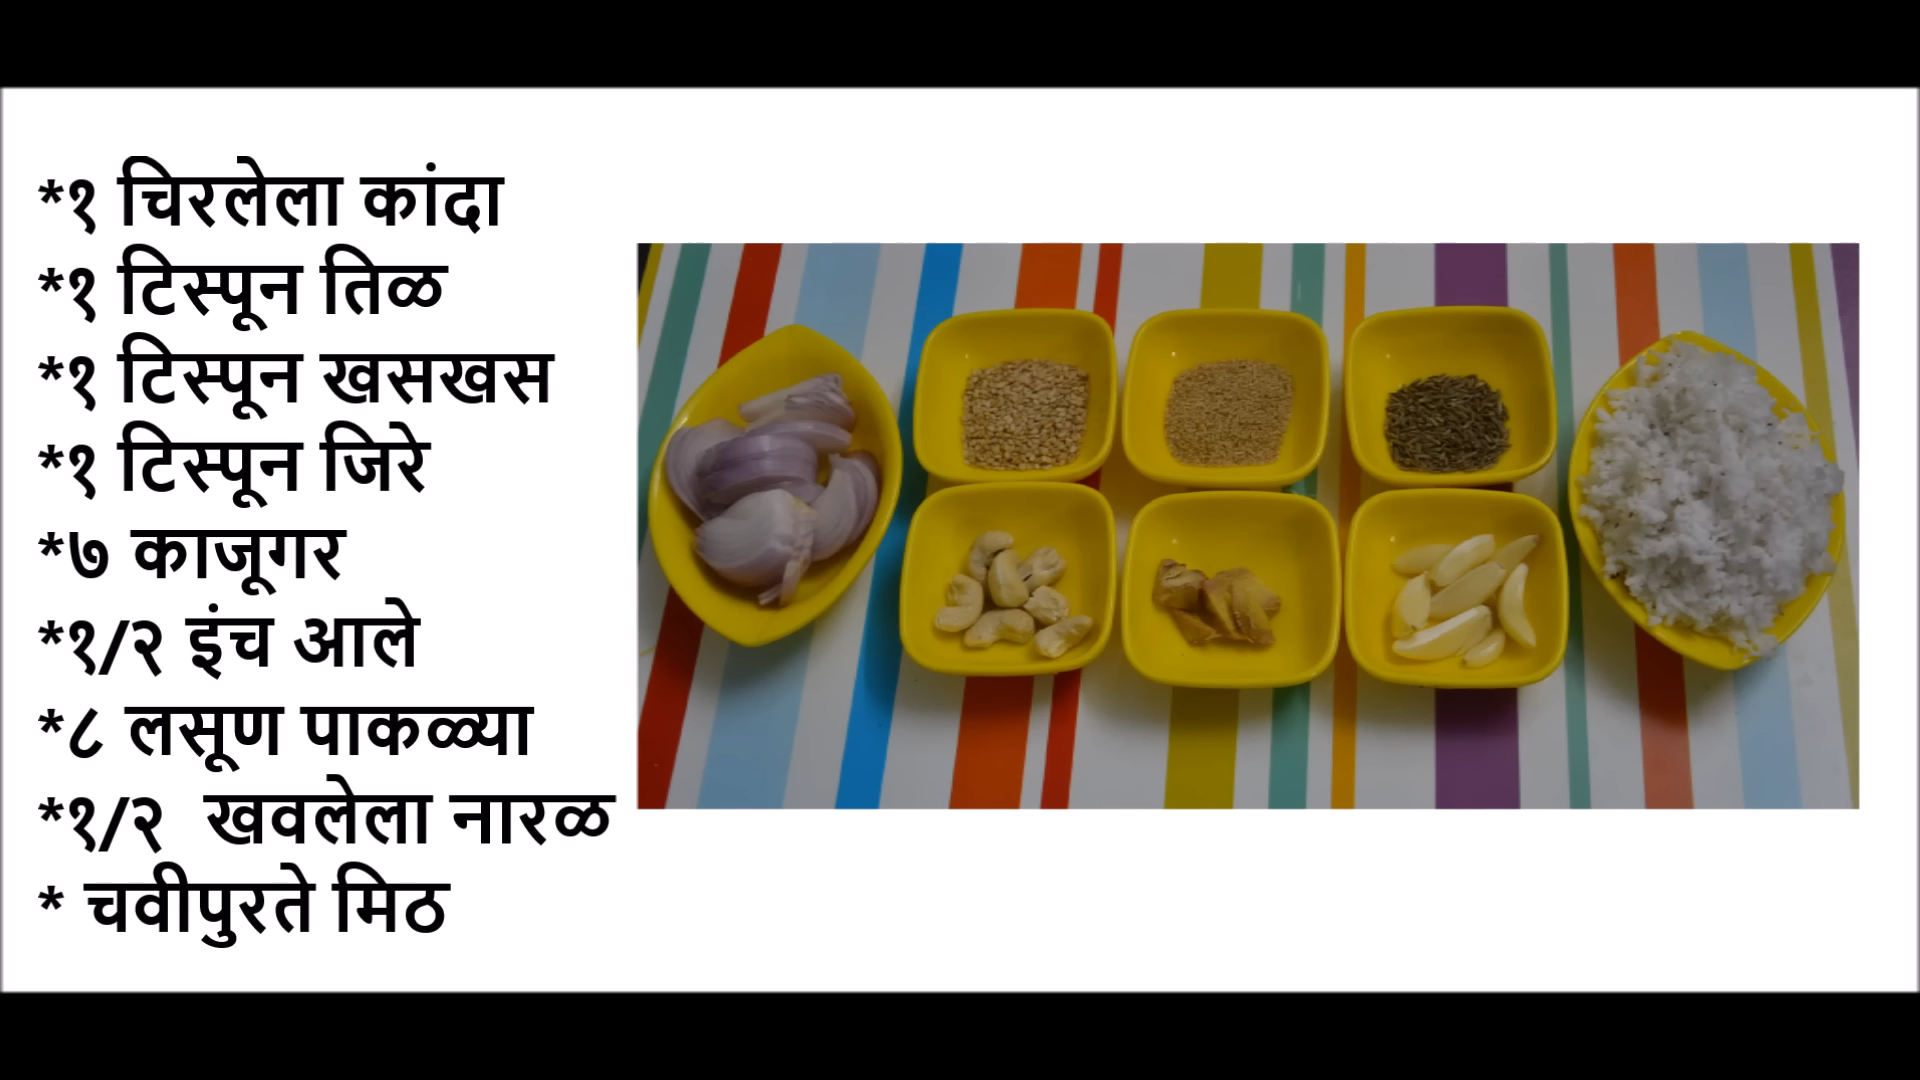 *१ चिरलेला कांदा
*१ टिस्पून तिळ
*१ टिस्पून खसखस
*१ टिस्पून जिरे
*७ काजूगर
*१/२ इंच आले
*८ लसूण पाकळ्या
*१/२ खवलेला नारळ
* चवीपुरते मिठ